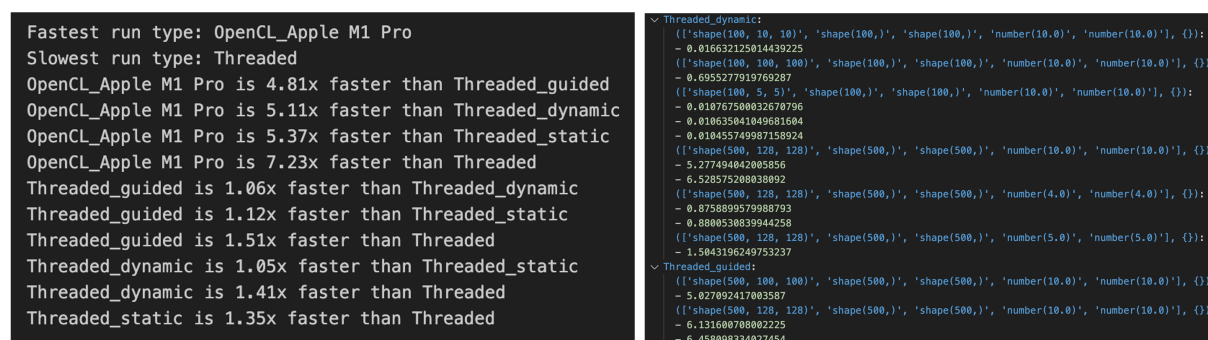 Fastest run type: OpenCL_Apple M1 Pro
Slowest run type: Threaded
OpenCL_Apple M1 Pro is 4.81x faster than Threaded_guided
OpenCL_Apple M1 Pro is 5.11x faster than Threaded_dynamic
OpenCL_Apple M1 Pro is 5.37x faster than Threaded_static
OpenCL_Apple M1 Pro is 7.23x faster than Threaded
Threaded_guided is 1.06x faster than Threaded_dynamic
Threaded_guided is 1.12x faster than Threaded_static
Threaded_guided is 1.51x faster than Threaded
Threaded_dynamic is 1.05x faster than Threaded_static
Threaded_dynamic is 1.41x faster than Threaded
Threaded_static is 1.35x faster than Threaded
Threaded_dynamic:
(['shape(100, 10, 10)', 'shape(100,)', 'shape(100,)', 'number(10.0)', 'number(10.0)'], {}):
- 0.016632125014439225
(['shape(100, 100, 100)', 'shape(100,)', 'shape(100,)', 'number(10.0)', 'number(10.0)'], {})
- 0.6955277919769287
(['shape(100, 5, 5)', 'shape(100,)', 'shape(100,)', 'number(10.0)', 'number(10.0)'], {}):
- 0.010767500032670796
- 0.010635041049681604
- 0.010455749987158924
(['shape(500, 128, 128)', 'shape(500,)', 'shape(500,)', 'number(10.0)', 'number(10.0)'], {})
- 5.277494042005856
- 6.528575208038092
(['shape(500, 128, 128)', 'shape(500,)', 'shape(500,)', 'number(4.0)', 'number(4.0)'], {}):
- 0.8758899579988793
- 0.8800530839944258
(['shape(500, 128, 128)', 'shape(500,)', 'shape(500,)', 'number(5.0)', 'number(5.0)'], {}):
- 1.5043196249753237
Threaded_guided:
(['shape(500, 100, 100)', 'shape(500,)', 'shape(500,)', 'number(10.0)', 'number(10.0)'], {})
- 5.027092417003587
(['shape(500, 128, 128)', 'shape(500,)', 'shape(500,)', 'number(10.0)', 'number(10.0)'], {})
- 6.131600708002225
- 6.458098334027454